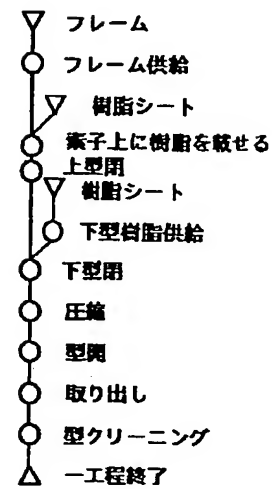 フレーム
フレーム供給
樹脂シート
素子上に樹脂を載せる
上型閉
樹脂シート
下型樹脂供給
下型閉
圧縮
型開
取り出し
型クリーニング
一工程終了